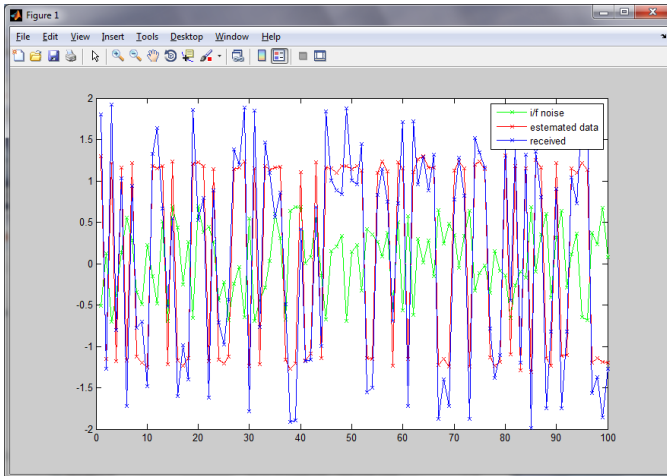 Figure 1
File Edit View Insert Tools Desktop Window Help
i/f noise
estemated data
received
2
1.5
1
0.5
0
-0.5
-1
-1.5
-2
0 10 20 30 40 50 60 70 80 90 100